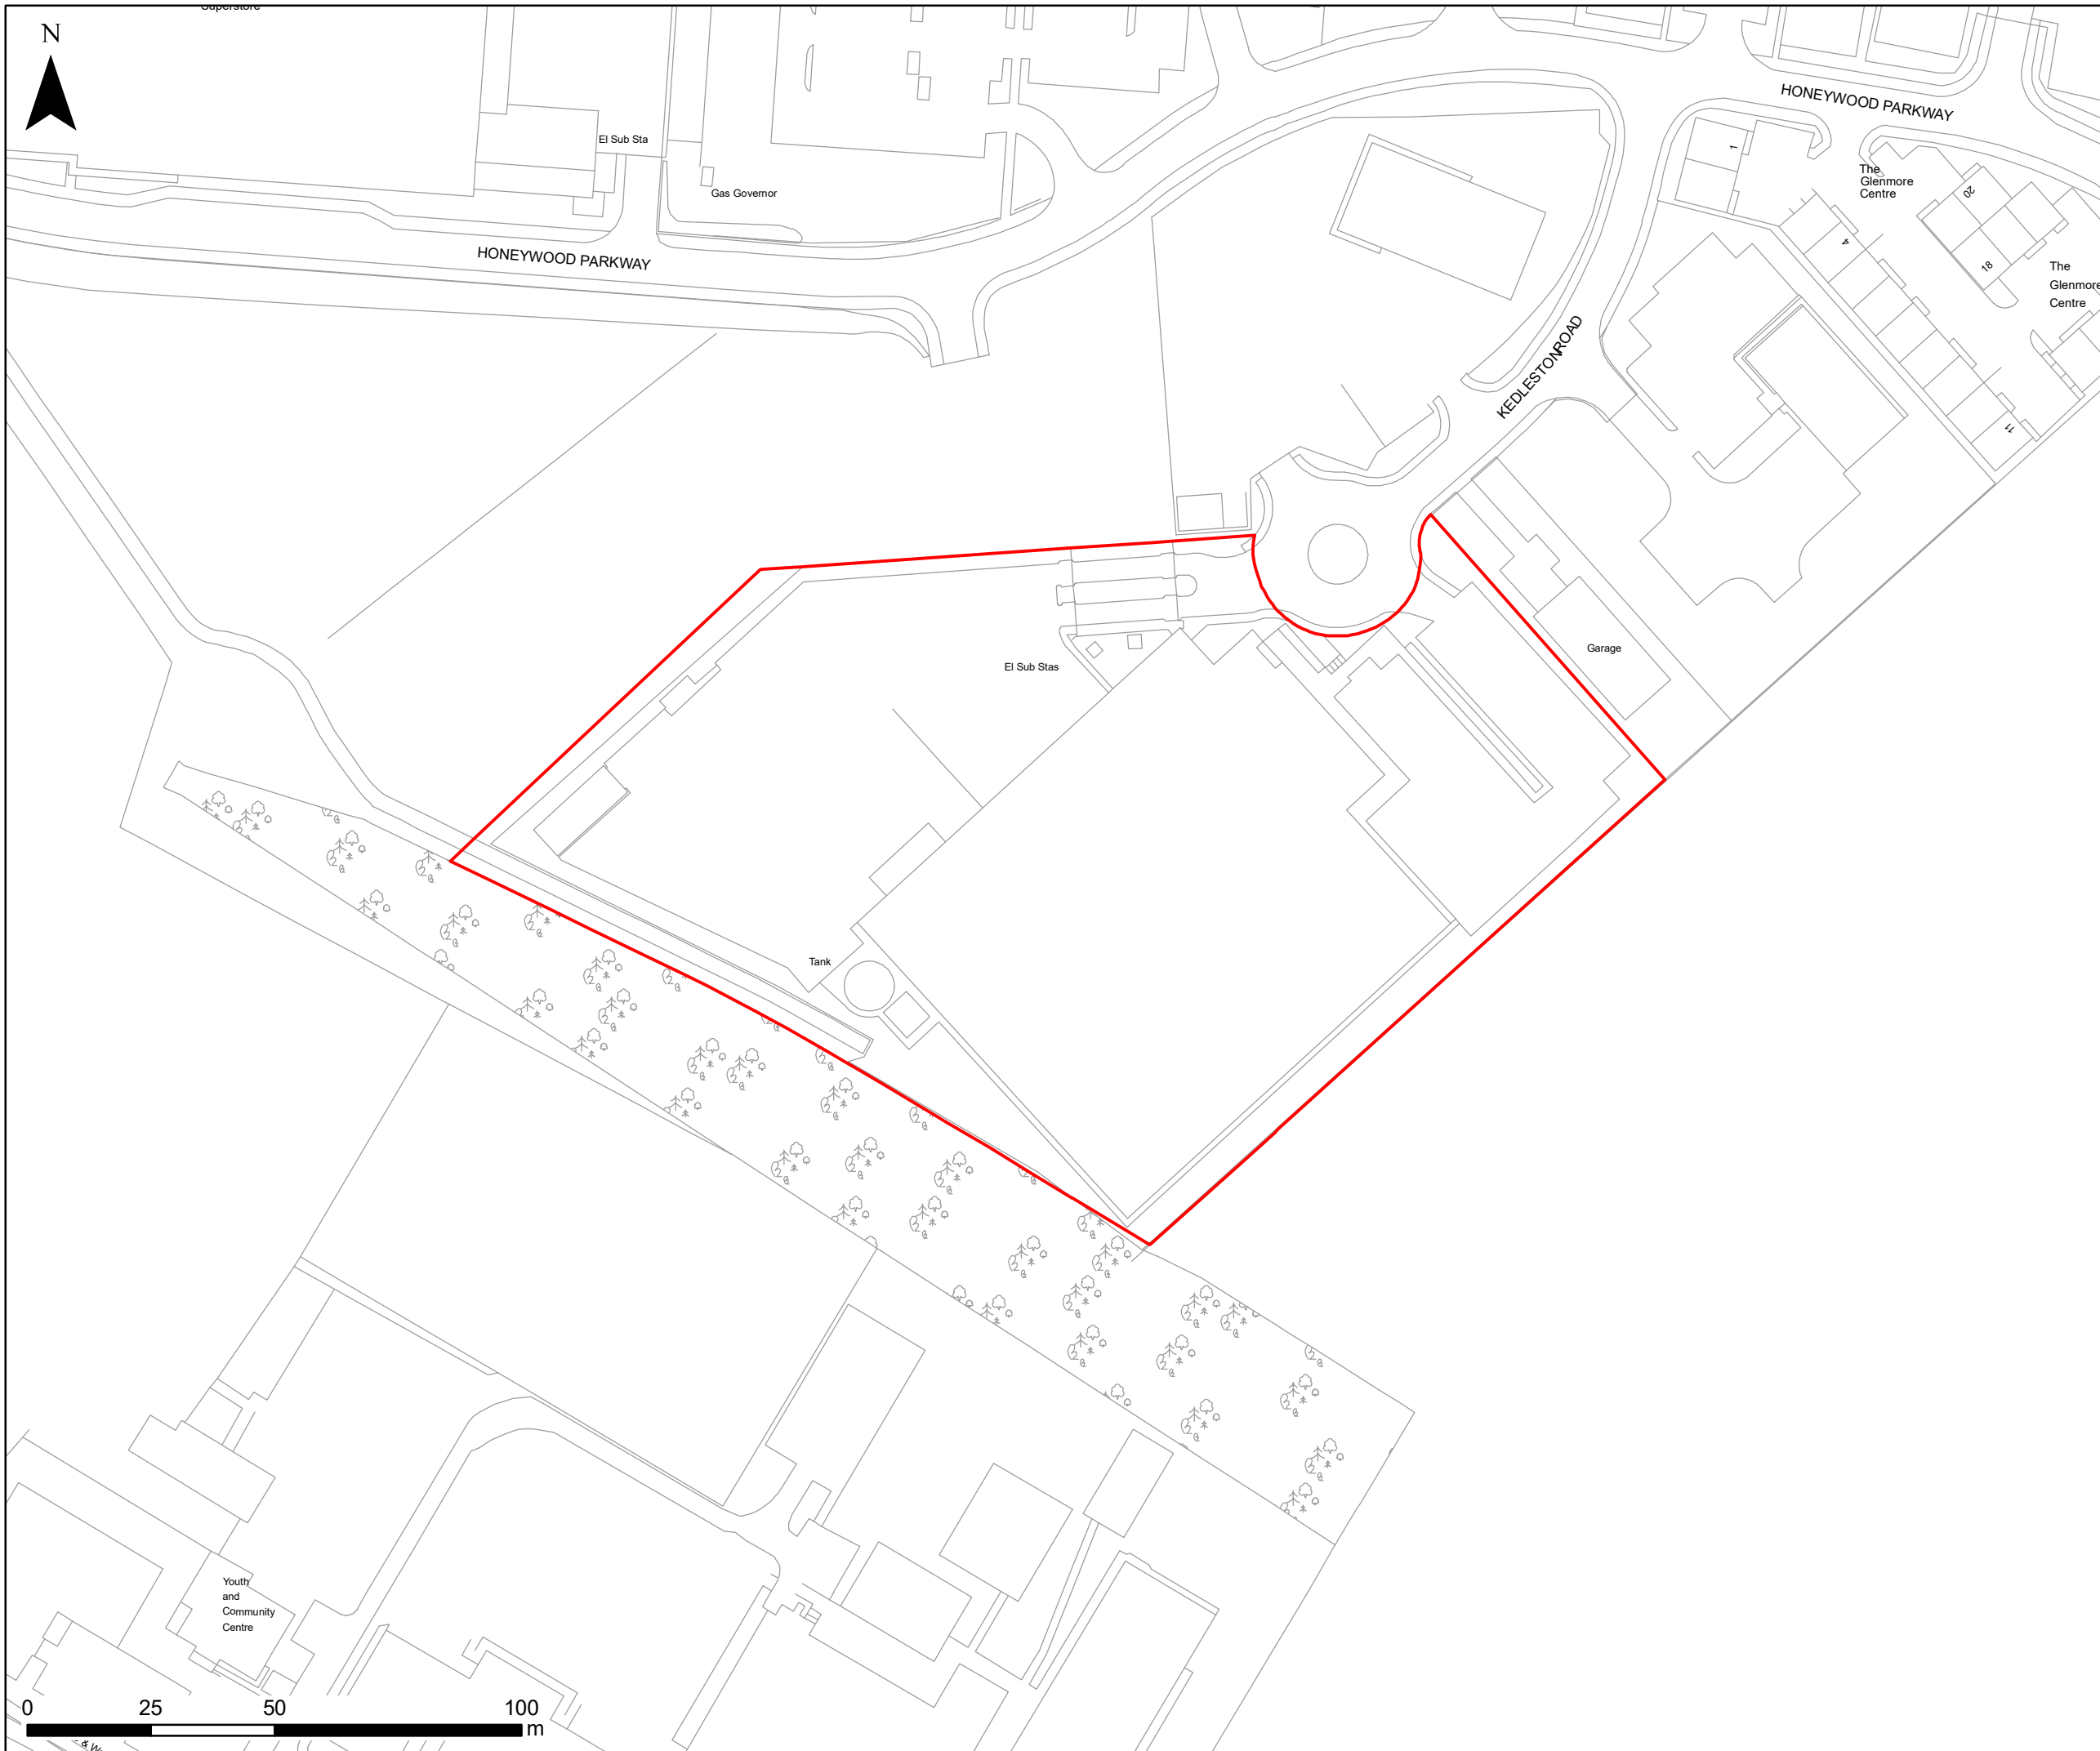 Superstore
N
HONEYWOOD PARKWAY
El Sub Sta
1
The
Glenmore
Centre
20
Gas Governor
4
18
HONEYWOOD PARKWAY
The
Glenmore
Centre
KEDLESTON ROAD
11
Garage
El Sub Stas
Tank
Youth
and
Community
Centre
0 25 50 100
m